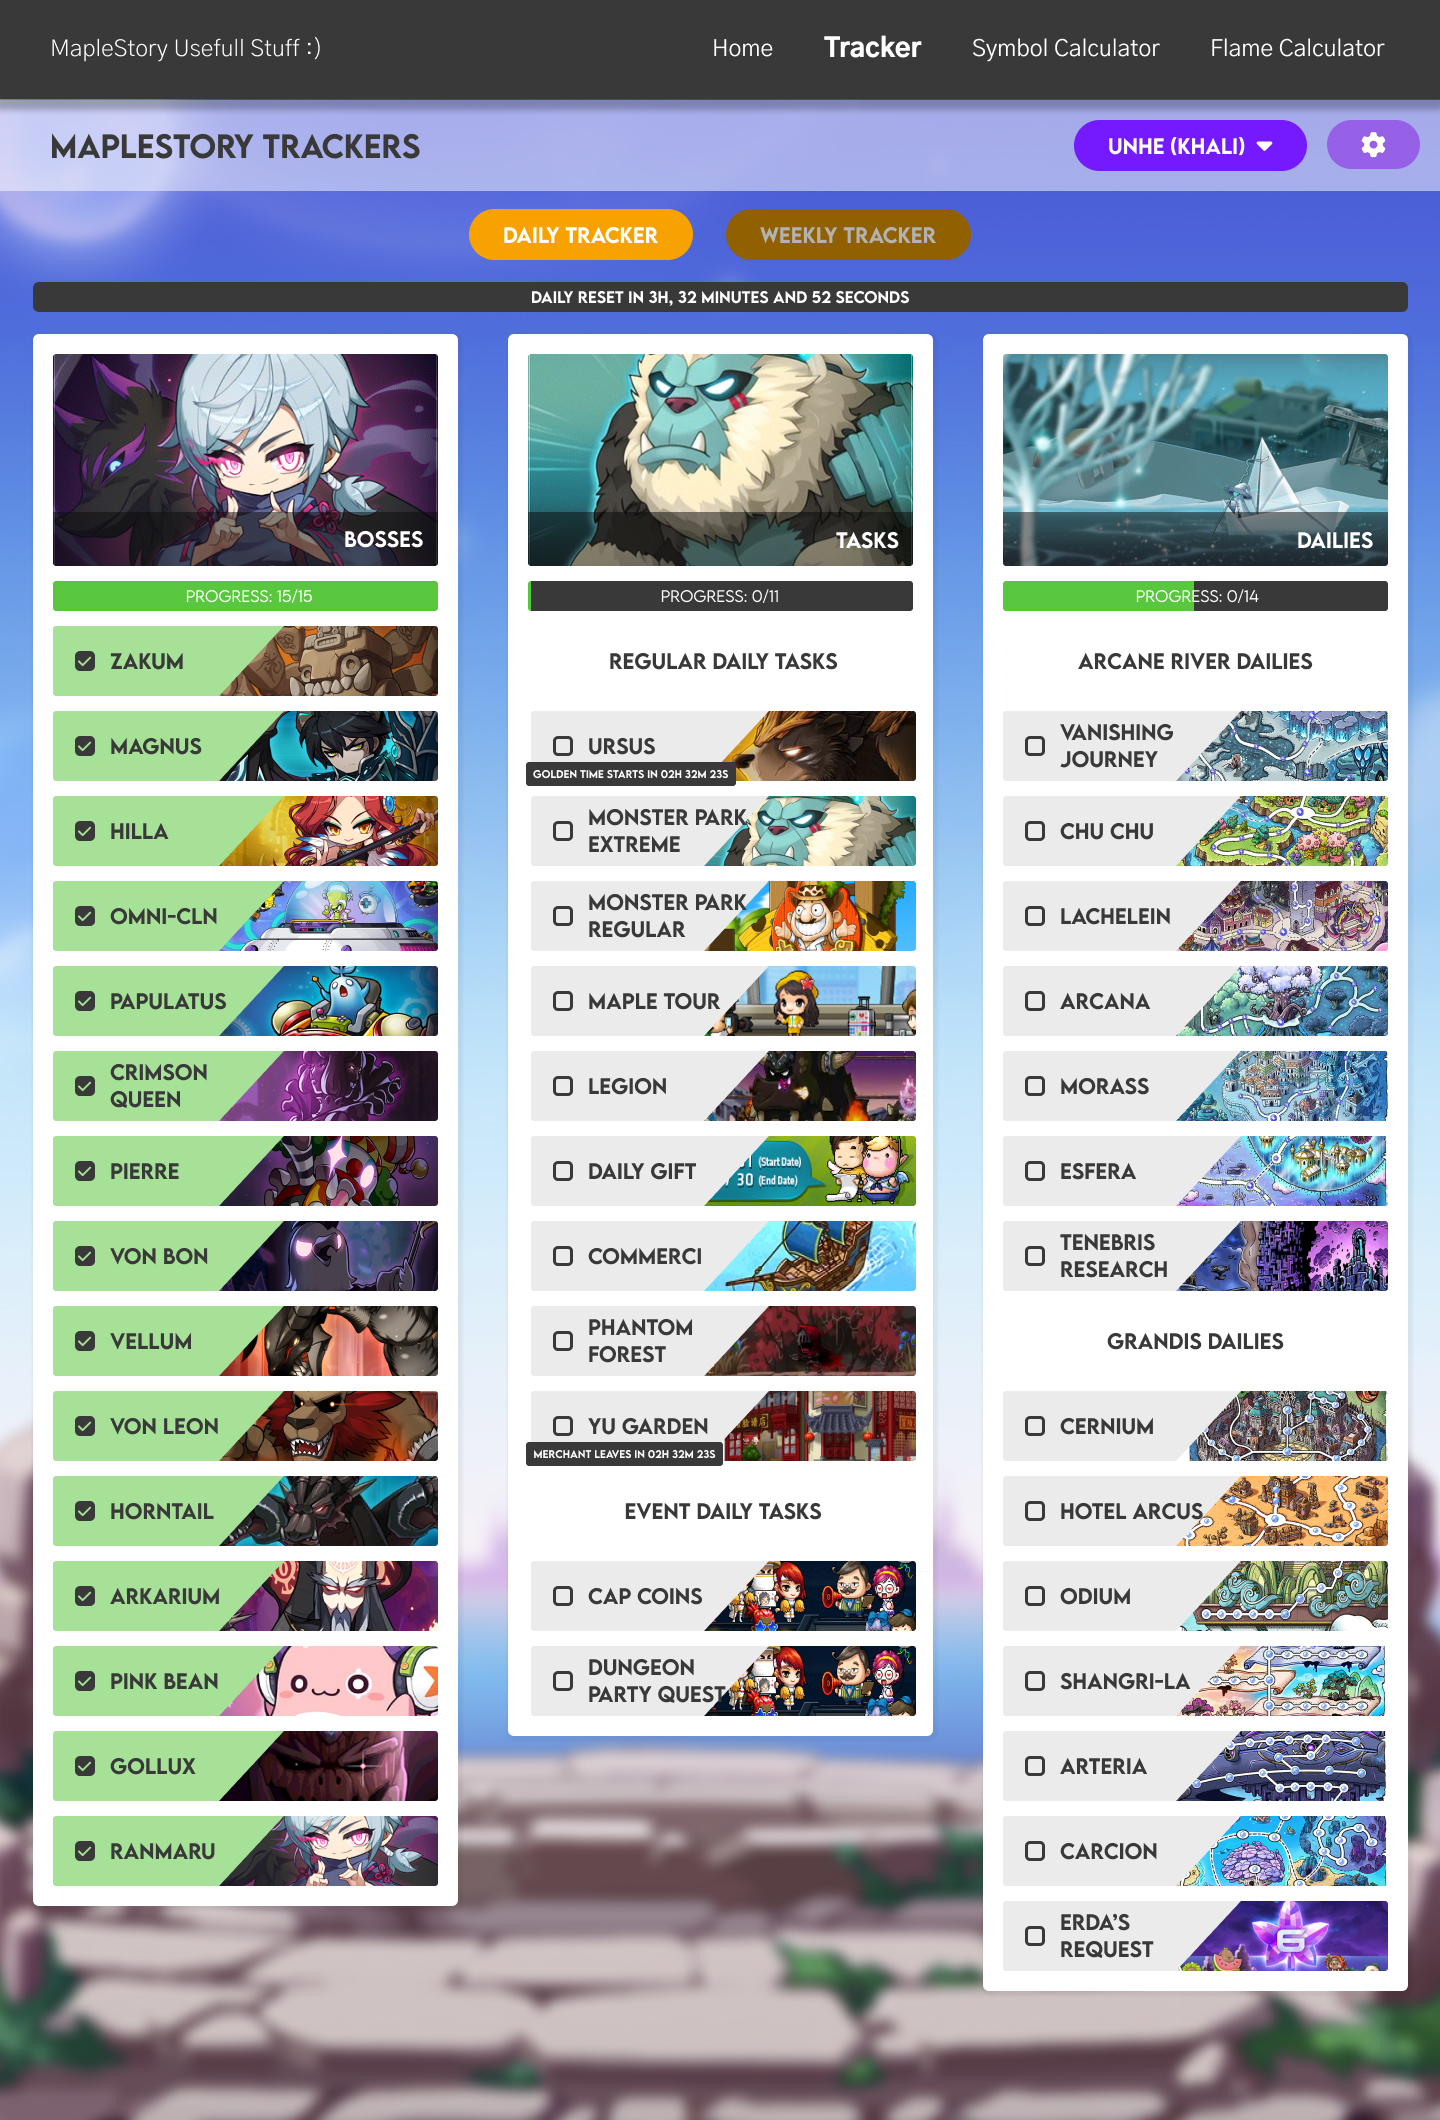 MapleStory Usefull Stuff :)
Home
Tracker
Symbol Calculator
Flame Calculator
MAPLESTORY TRACKERS
UNHE (KHALI)
DAILY TRACKER
WEEKLY TRACKER
DAILY RESET IN 3H, 32 MINUTES AND 52 SECONDS
BOSSES
PROGRESS: 15/15
ZAKUM
MAGNUS
HILLA
OMNI-CLN
PAPULATUS
CRIMSON
QUEEN
PIERRE
VON BON
VELLUM
VON LEON
HORNTAIL
ARKARIUM
PINK BEAN
GOLLUX
RANMARU
TASKS
PROGRESS: 0/11
REGULAR DAILY TASKS
URSUS
GOLDEN TIME STARTS IN 02H 32M 23S
MONSTER PARK
EXTREME
MONSTER PARK
REGULAR
MAPLE TOUR
LEGION
DAILY GIFT
(Start Date)
30 (End Date)
COMMERCI
PHANTOM
FOREST
YU GARDEN
MERCHANT LEAVES IN 02H 32M 23S
EVENT DAILY TASKS
CAP COINS
DUNGEON
PARTY QUEST
DAILIES
PROGRESS: 0/14
ARCANE RIVER DAILIES
VANISHING
JOURNEY
CHU CHU
LACHELEIN
ARCANA
MORASS
ESFERA
TENEBRIS
RESEARCH
GRANDIS DAILIES
CERNIUM
HOTEL ARCUS
ODIUM
SHANGRI-LA
ARTERIA
CARCION
ERDA'S
REQUEST
6